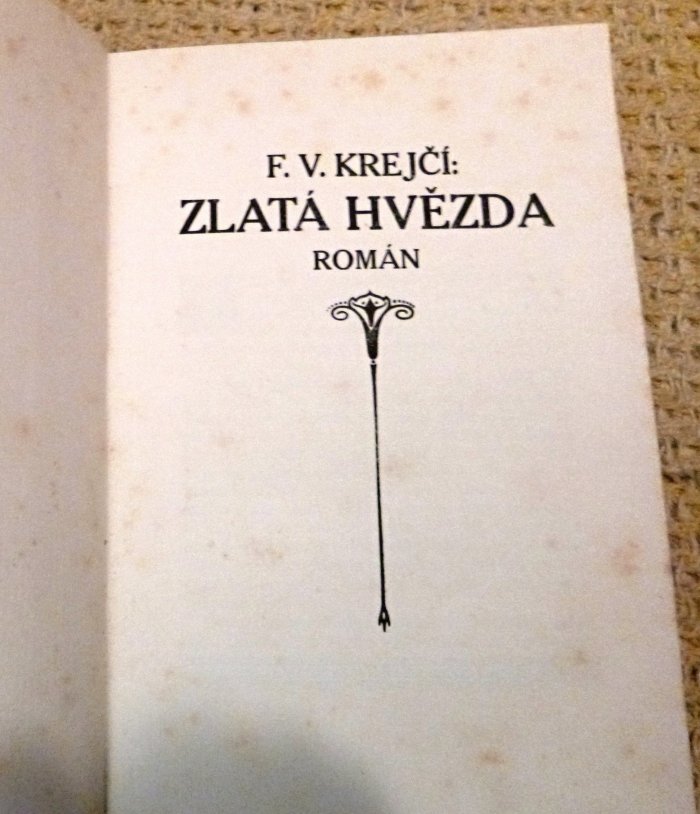 F. V. KREJČÍ:
ZLATÁ HVĚZDA
ROMÁN